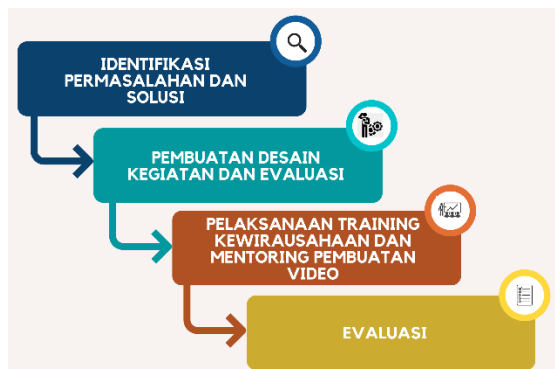 IDENTIFIKASI
PERMASALAHAN DAN
SOLUSI
PEMBUATAN DESAIN
KEGIATAN DAN EVALUASI
PELAKSANAAN TRAINING
KEWIRAUSAHAAN DAN
MENTORING PEMBUATAN
VIDEO
EVALUASI